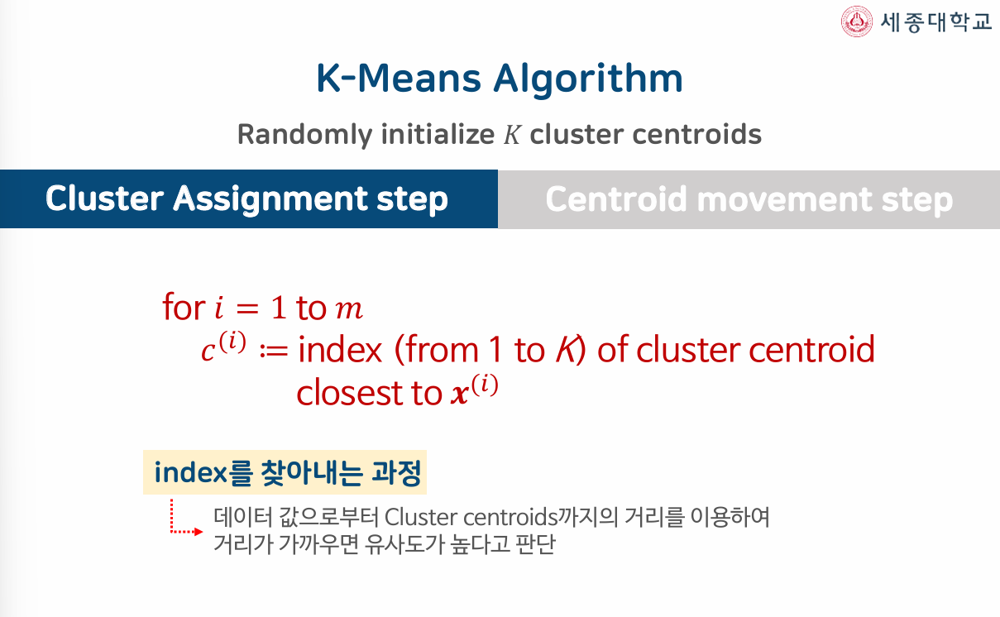 세종대학교
K-Means Algorithm
Randomly initialize K cluster centroids
Cluster Assignment step
Centroid movement step
for i = 1 to m
c⁽ⁱ⁾ := index (from 1 to K) of cluster centroid
closest to x⁽ⁱ⁾
index를 찾아내는 과정
데이터 값으로부터 Cluster centroids까지의 거리를 이용하여
거리가 가까우면 유사도가 높다고 판단